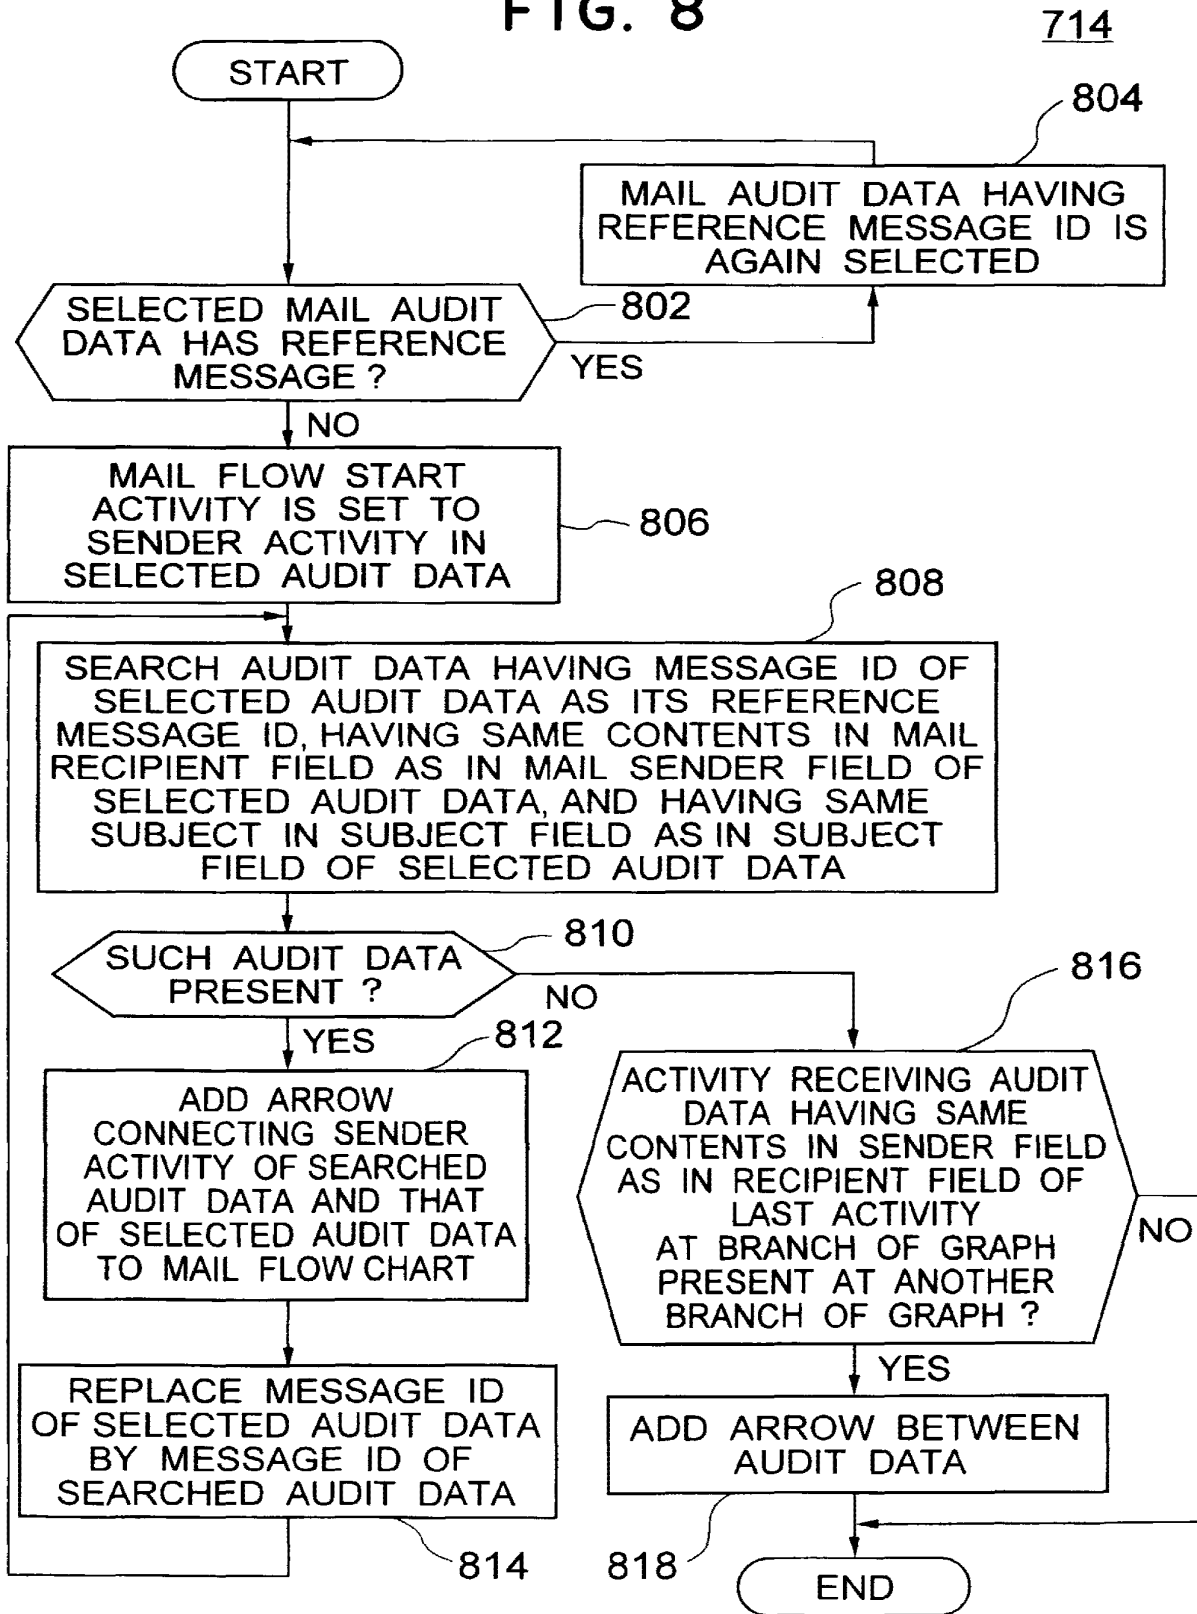 FIG. 8
714
START
804
MAIL AUDIT DATA HAVING
REFERENCE MESSAGE ID IS
AGAIN SELECTED
SELECTED MAIL AUDIT
DATA HAS REFERENCE
MESSAGE ?
802
YES
NO
MAIL FLOW START
ACTIVITY IS SET TO
SENDER ACTIVITY IN
SELECTED AUDIT DATA
806
808
SEARCH AUDIT DATA HAVING MESSAGE ID OF
SELECTED AUDIT DATA AS ITS REFERENCE
MESSAGE ID, HAVING SAME CONTENTS IN MAIL
RECIPIENT FIELD AS IN MAIL SENDER FIELD OF
SELECTED AUDIT DATA, AND HAVING SAME
SUBJECT IN SUBJECT FIELD AS IN SUBJECT
FIELD OF SELECTED AUDIT DATA
SUCH AUDIT DATA
PRESENT ?
810
NO
YES
812
ADD ARROW
CONNECTING SENDER
ACTIVITY OF SEARCHED
AUDIT DATA AND THAT
OF SELECTED AUDIT DATA
TO MAIL FLOW CHART
REPLACE MESSAGE ID
OF SELECTED AUDIT DATA
BY MESSAGE ID OF
SEARCHED AUDIT DATA
814
816
ACTIVITY RECEIVING AUDIT
DATA HAVING SAME
CONTENTS IN SENDER FIELD
AS IN RECIPIENT FIELD OF
LAST ACTIVITY
AT BRANCH OF GRAPH
PRESENT AT ANOTHER
BRANCH OF GRAPH ?
NO
YES
ADD ARROW BETWEEN
AUDIT DATA
818
END